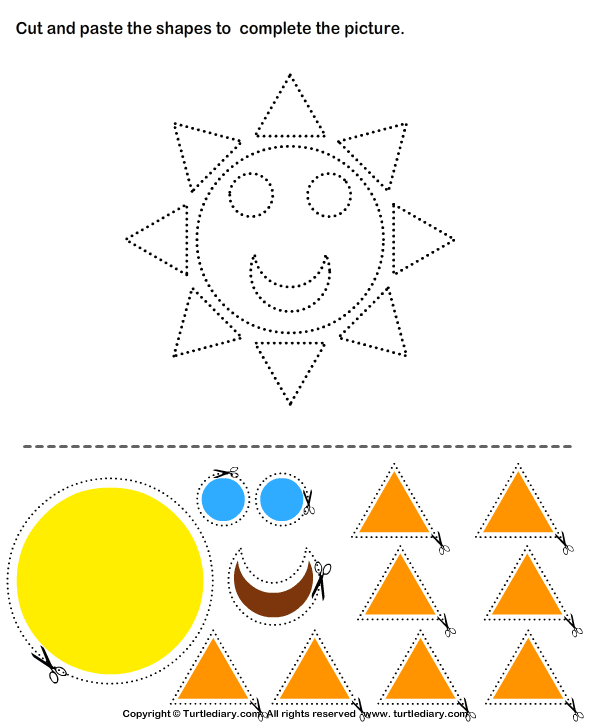 Cut and paste the shapes to  complete the picture.
Copyright © Turtlediary.com. All rights reserved  www.turtlediary.com